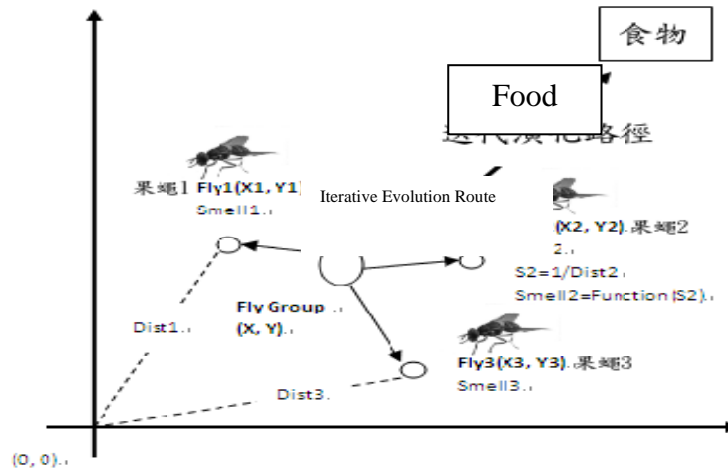 食物
Food
迭代演化路徑
果蠅1 Fly1(X1, Y1)
Smell1.
Iterative Evolution Route
(X2, Y2).果蠅2
2.
S2=1/Dist2
Smell2=Function(S2).
Fly Group
(X, Y).
Dist1.
Fly3(X3, Y3).果蠅3
Smell3.
Dist3.
(0, 0).